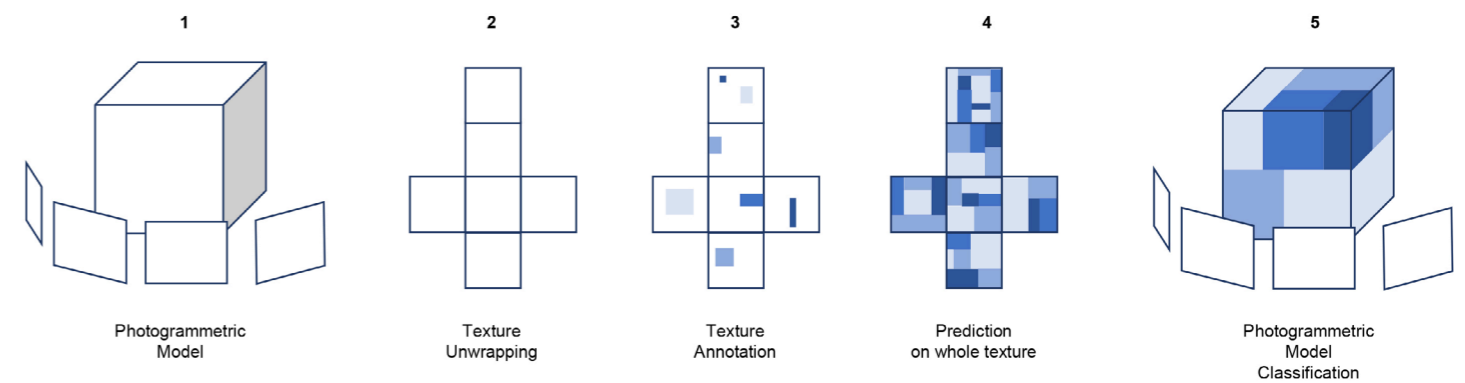 1
2
3
4
5
Photogrammetric
Model
Texture
Unwrapping
Texture
Annotation
Prediction
on whole texture
Photogrammetric
Model
Classification